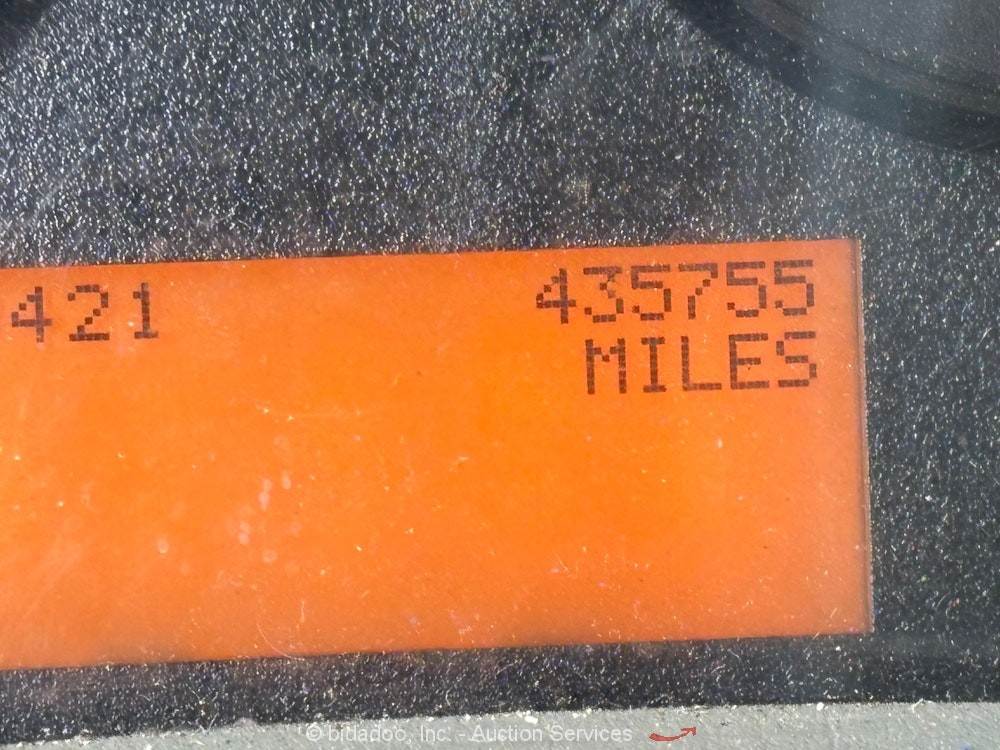 421 435755
MILES
© bidadoo, Inc. - Auction Services